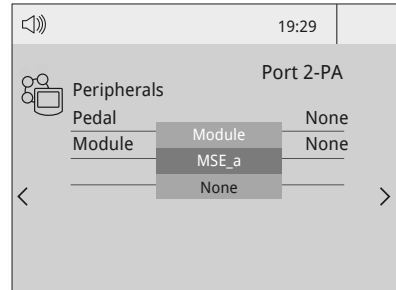 19:29
Port 2-PA
Peripherals
Pedal None
Module None
Module
MSE_a
None